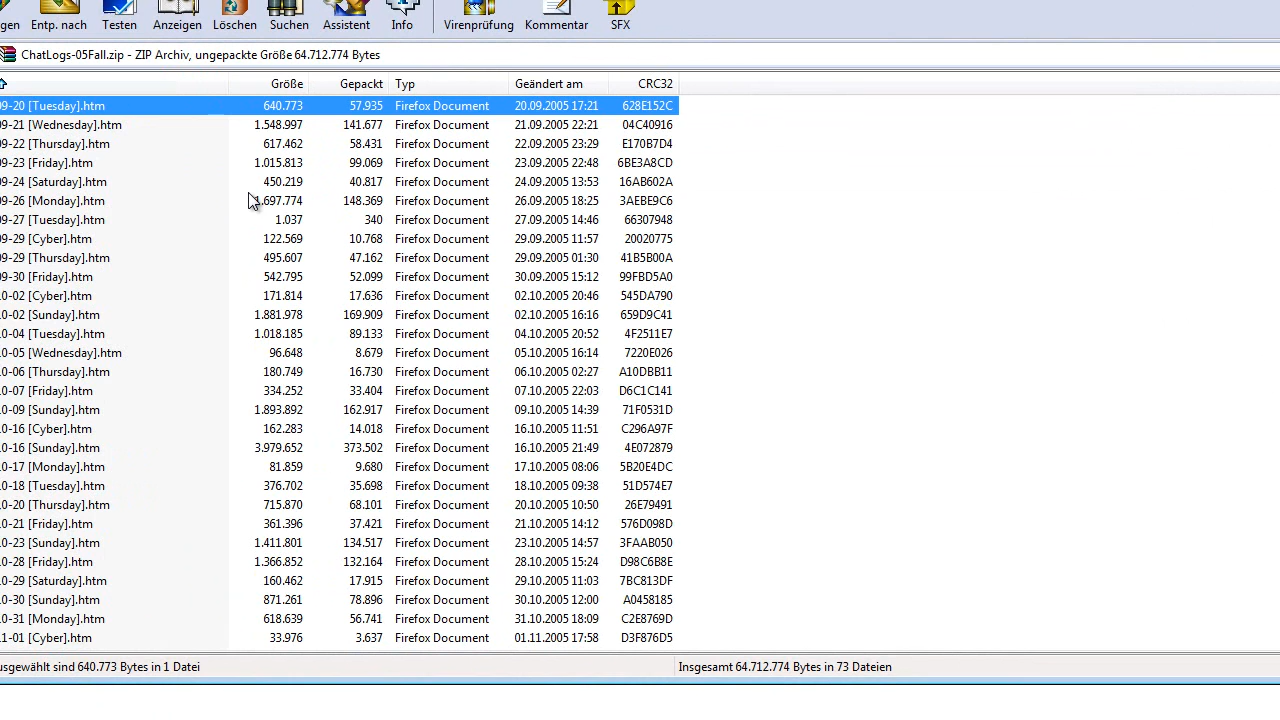 gen Entp. nach Testen Anzeigen Löschen Suchen Assistent Info Virenprüfung Kommentar SFX
ChatLogs-05Fall.zip - ZIP Archiv, ungepackte Größe 64.712.774 Bytes
Größe Gepackt Typ Geändert am CRC32
09-20 [Tuesday].htm 640.773 57.935 Firefox Document 20.09.2005 17:21 628E152C
09-21 [Wednesday].htm 1.548.997 141.677 Firefox Document 21.09.2005 22:21 04C40916
09-22 [Thursday].htm 617.462 58.431 Firefox Document 22.09.2005 23:29 E170B7D4
09-23 [Friday].htm 1.015.813 99.069 Firefox Document 23.09.2005 22:48 6BE3A8CD
09-24 [Saturday].htm 450.219 40.817 Firefox Document 24.09.2005 13:53 16AB602A
09-26 [Monday].htm 1.697.774 148.369 Firefox Document 26.09.2005 18:25 3AEBE9C6
09-27 [Tuesday].htm 1.037 340 Firefox Document 27.09.2005 14:46 66307948
09-29 [Cyber].htm 122.569 10.768 Firefox Document 29.09.2005 11:57 20020775
09-29 [Thursday].htm 495.607 47.162 Firefox Document 29.09.2005 01:30 41B5B00A
09-30 [Friday].htm 542.795 52.099 Firefox Document 30.09.2005 15:12 99FBD5A0
10-02 [Cyber].htm 171.814 17.636 Firefox Document 02.10.2005 20:46 545DA790
10-02 [Sunday].htm 1.881.978 169.909 Firefox Document 02.10.2005 16:16 659D9C41
10-04 [Tuesday].htm 1.018.185 89.133 Firefox Document 04.10.2005 20:52 4F2511E7
10-05 [Wednesday].htm 96.648 8.679 Firefox Document 05.10.2005 16:14 7220E026
10-06 [Thursday].htm 180.749 16.730 Firefox Document 06.10.2005 02:27 A10DBB11
10-07 [Friday].htm 334.252 33.404 Firefox Document 07.10.2005 22:03 D6C1C141
10-09 [Sunday].htm 1.893.892 162.917 Firefox Document 09.10.2005 14:39 71F0531D
10-16 [Cyber].htm 162.283 14.018 Firefox Document 16.10.2005 11:51 C296A97F
10-16 [Sunday].htm 3.979.652 373.502 Firefox Document 16.10.2005 21:49 4E072879
10-17 [Monday].htm 81.859 9.680 Firefox Document 17.10.2005 08:06 5B20E4DC
10-18 [Tuesday].htm 376.702 35.698 Firefox Document 18.10.2005 09:38 51D574E7
10-20 [Thursday].htm 715.870 68.101 Firefox Document 20.10.2005 10:50 26E79491
10-21 [Friday].htm 361.396 37.421 Firefox Document 21.10.2005 14:12 576D098D
10-23 [Sunday].htm 1.411.801 134.517 Firefox Document 23.10.2005 14:57 3FAAB050
10-28 [Friday].htm 1.366.852 132.164 Firefox Document 28.10.2005 15:24 D98C6B8E
10-29 [Saturday].htm 160.462 17.915 Firefox Document 29.10.2005 11:03 7BC813DF
10-30 [Sunday].htm 871.261 78.896 Firefox Document 30.10.2005 12:00 A0458185
10-31 [Monday].htm 618.639 56.741 Firefox Document 31.10.2005 18:09 C2E8769D
11-01 [Cyber].htm 33.976 3.637 Firefox Document 01.11.2005 17:58 D3F876D5
usgewählt sind 640.773 Bytes in 1 Datei Insgesamt 64.712.774 Bytes in 73 Dateien